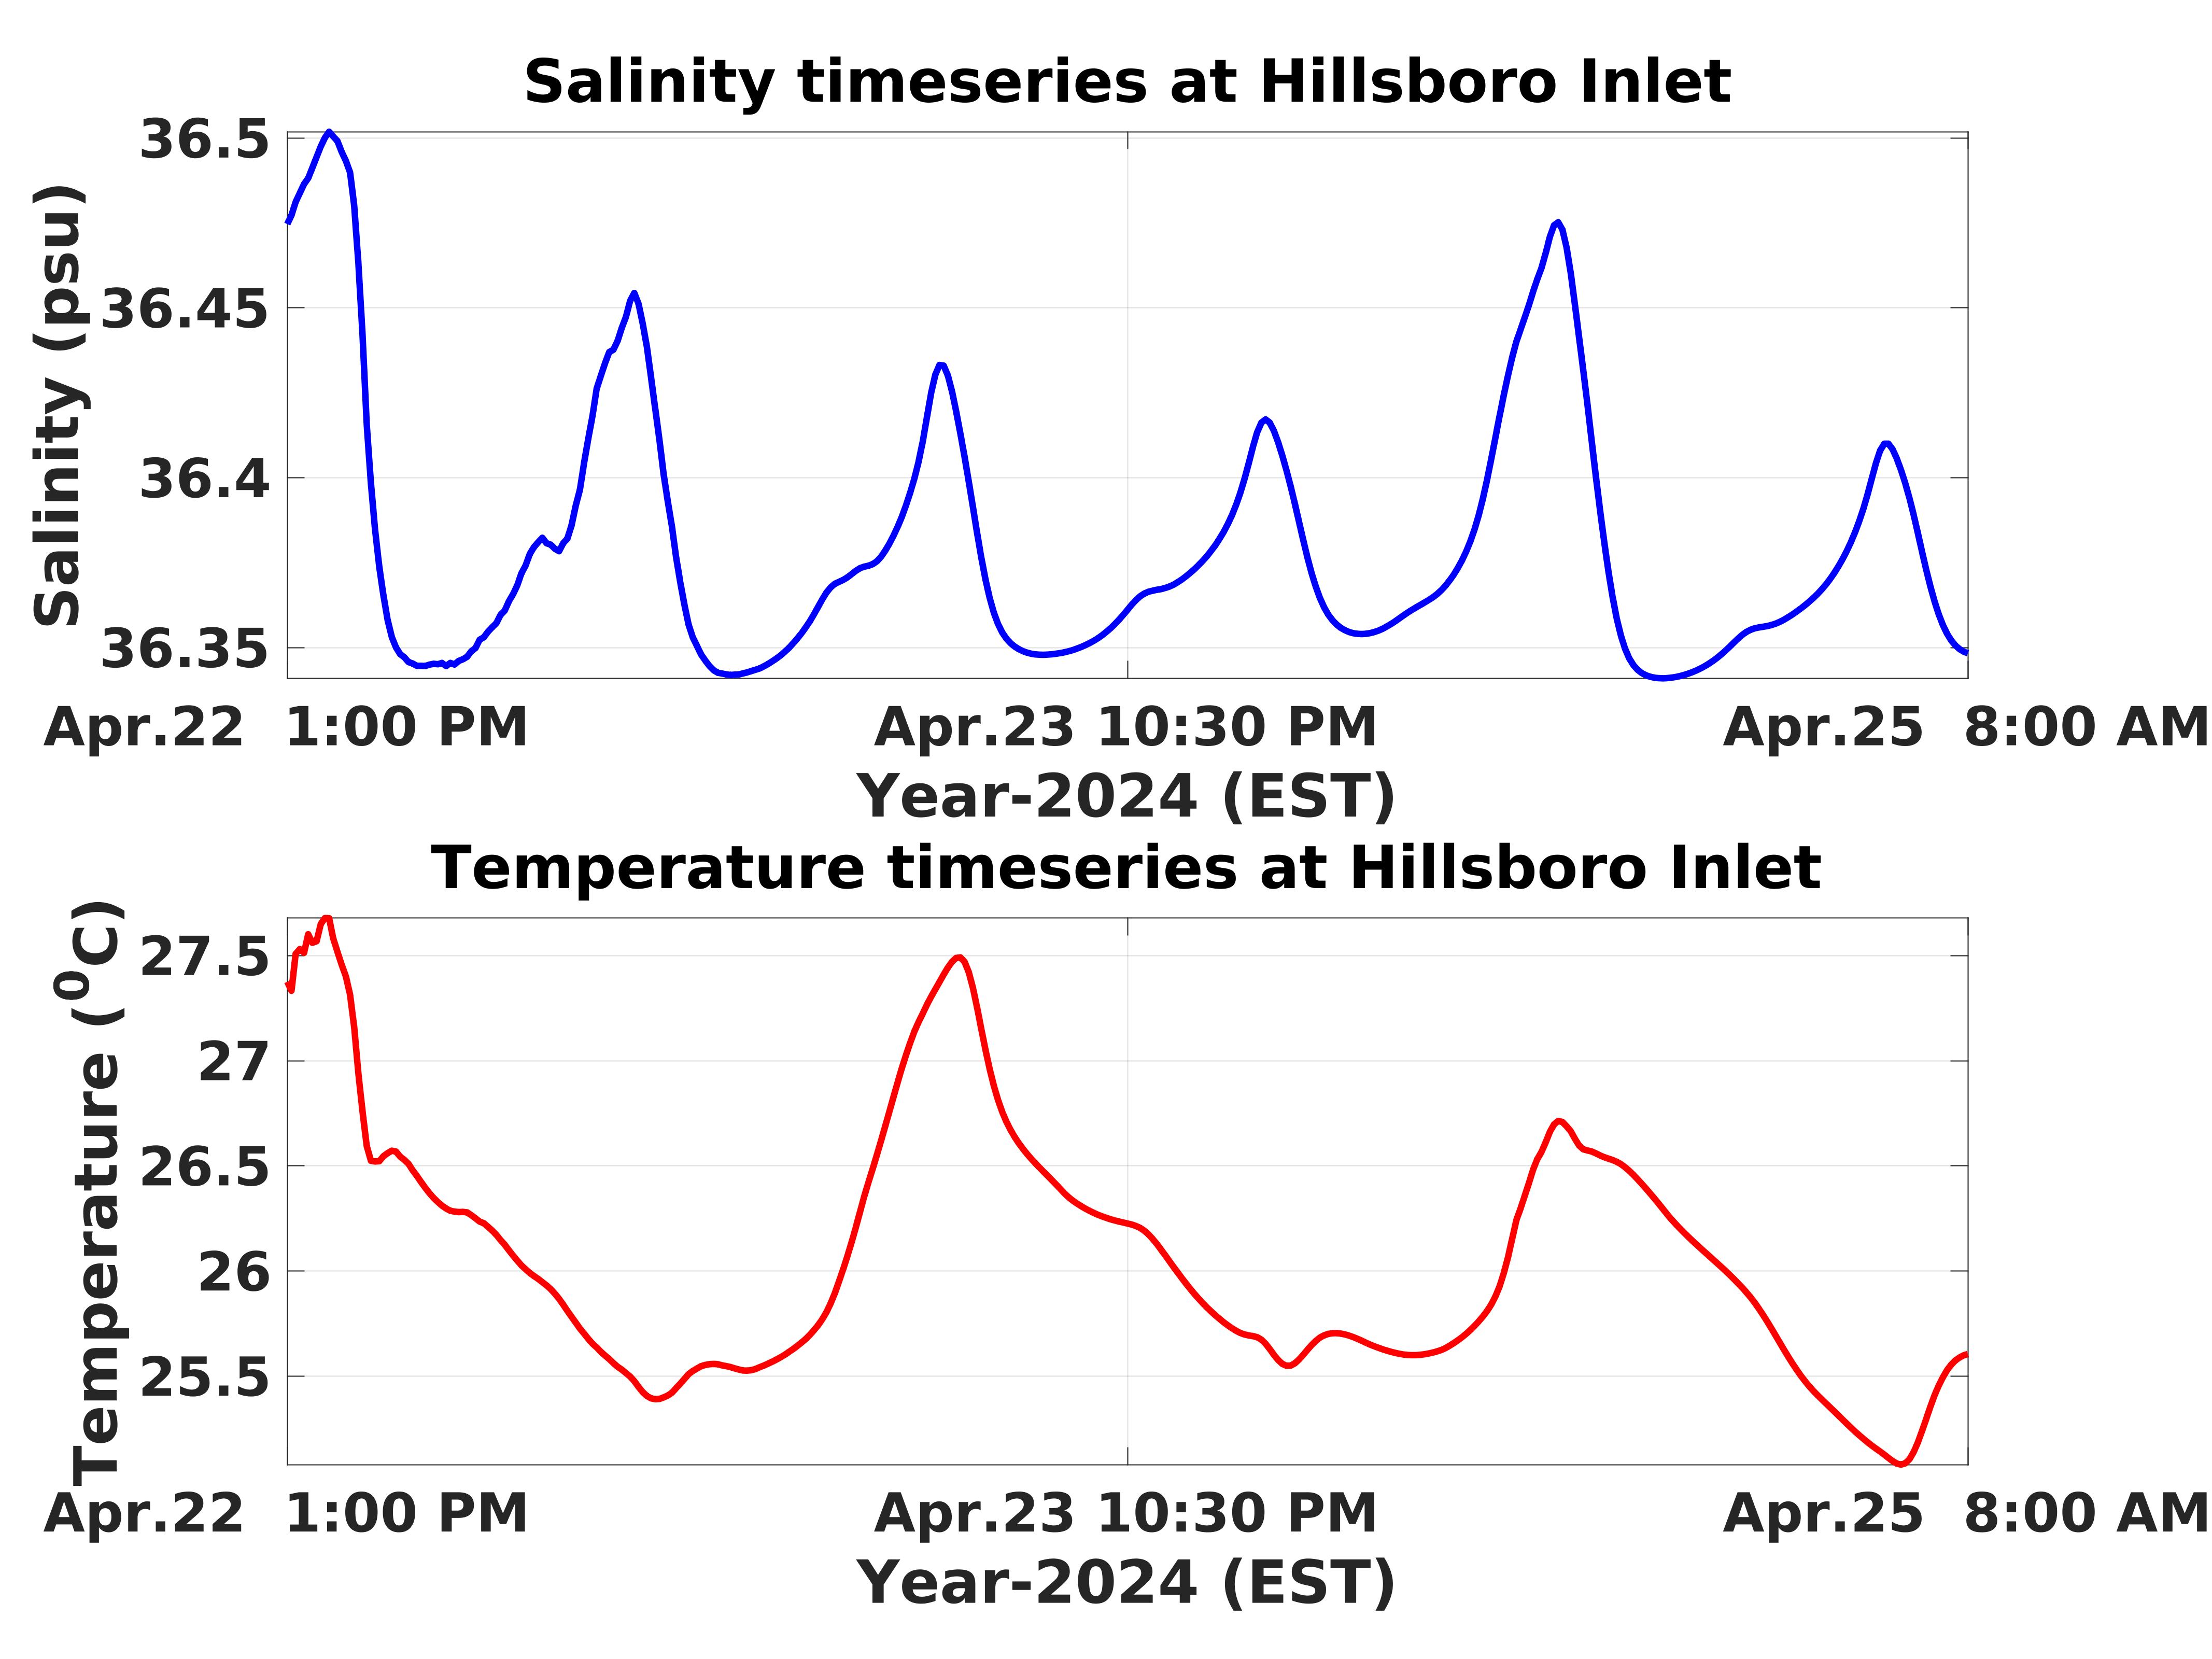 Salinity timeseries at Hillsboro Inlet
Salinity (psu)
36.5
36.45
36.4
36.35
Apr.22  1:00 PM
Apr.23 10:30 PM
Apr.25  8:00 AM
Year-2024 (EST)
Temperature timeseries at Hillsboro Inlet
Temperature (⁰C)
27.5
27
26.5
26
25.5
Apr.22  1:00 PM
Apr.23 10:30 PM
Apr.25  8:00 AM
Year-2024 (EST)